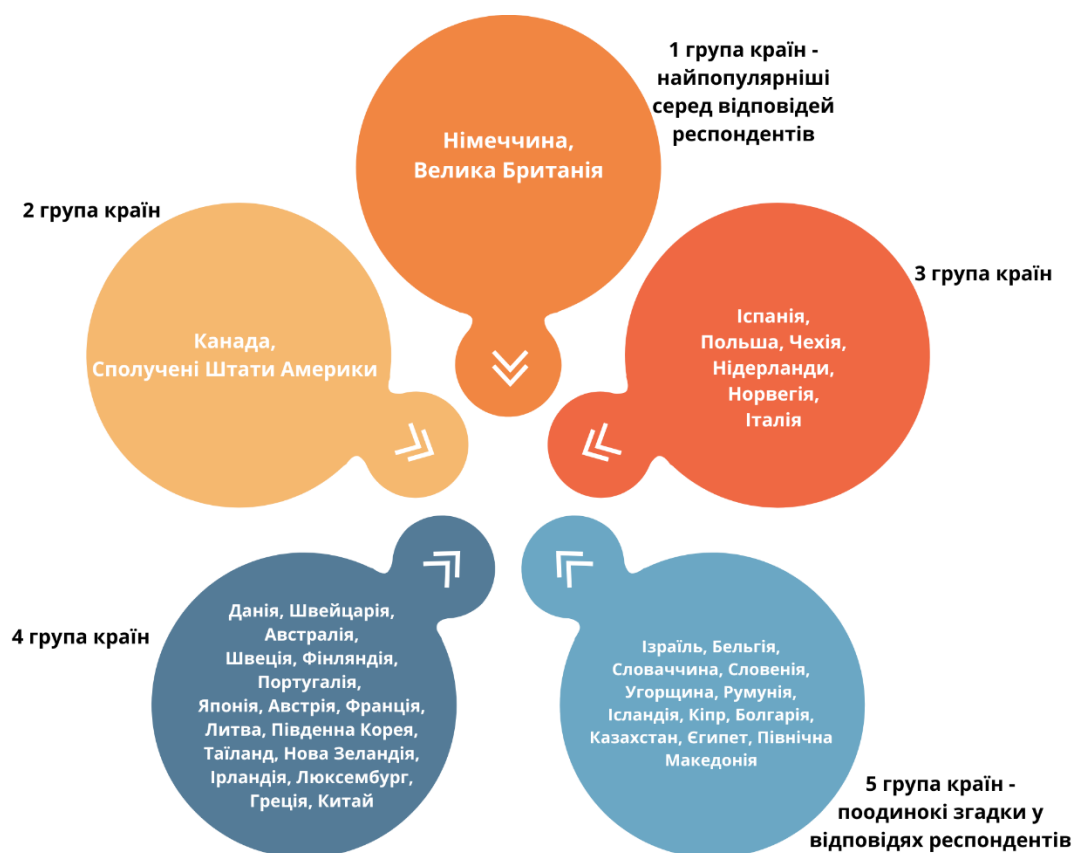 1 група країн -
найпопулярніші
серед відповідей
респондентів
Німеччина,
Велика Британія
2 група країн
Канада,
Сполучені Штати Америки
3 група країн
Іспанія,
Польша, Чехія,
Нідерланди,
Норвегія,
Італія
4 група країн
Данія, Швейцарія,
Австралія,
Швеція, Фінляндія,
Португалія,
Японія, Австрія, Франція,
Литва, Південна Корея,
Таїланд, Нова Зеландія,
Ірландія, Люксембург,
Греція, Китай
Ізраїль, Бельгія,
Словаччина, Словенія,
Угорщина, Румунія,
Ісландія, Кіпр, Болгарія,
Казахстан, Єгипет, Північна
Македонія
5 група країн -
поодинокі згадки у
відповідях респондентів